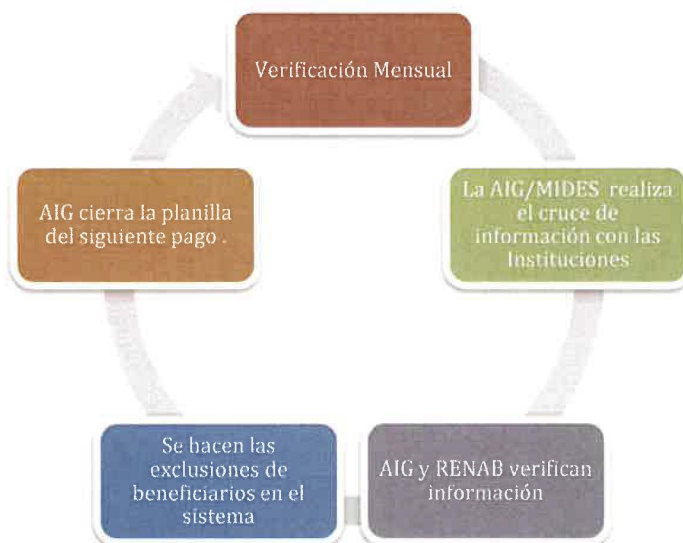 Verificación Mensual
La AIG/MIDES realiza
el cruce de
información con las
Instituciones
AIG y RENAB verifican
información
Se hacen las
exclusiones de
beneficiarios en el
sistema
AIG cierra la planilla
del siguiente pago .